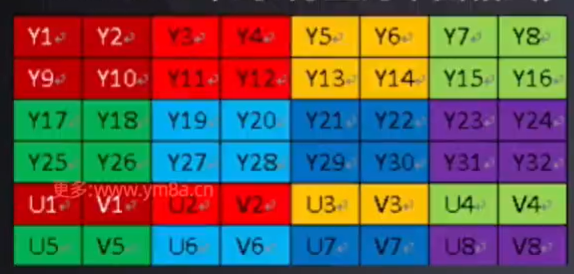 Y1 Y2 Y3 Y4 Y5 Y6 Y7 Y8
Y9 Y10 Y11 Y12 Y13 Y14 Y15 Y16
Y17 Y18 Y19 Y20 Y21 Y22 Y23 Y24
Y25 Y26 Y27 Y28 Y29 Y30 Y31 Y32
更多:www.ym8a.cn
U1 V1 U2 V2 U3 V3 U4 V4
U5 V5 U6 V6 U7 V7 U8 V8